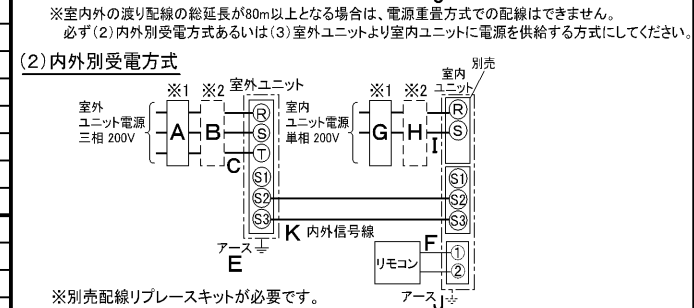 ※室内外の渡り配線の総延長が80m以上となる場合は、電源重畳方式での配線はできません。
必ず(2)内外別受電方式あるいは(3)室外ユニットより室内ユニットに電源を供給する方式にしてください。
(2)内外別受電方式
別売
※1 ※2 室外ユニット ※1 ※2 室内ユニット
室外
ユニット電源
三相 200V
A B C
R
S
T
S1
S2
S3
室内
ユニット電源
単相 200V
G H I
R
S
S1
S2
S3
K 内外信号線
アース
E
リモコン
F
①
②
アース
※別売配線リプレースキットが必要です。